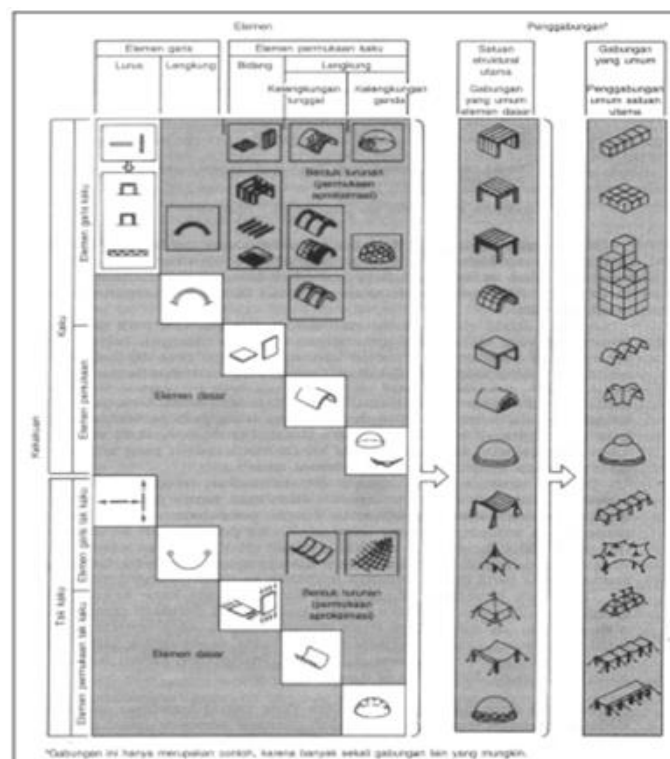 Elemen
Penggabungan*
Elemen garis
Elemen permukaan kaku
Lurus
Lengkung
Bidang
Lengkung
Kelengkungan tunggal
Kelengkungan ganda
Satuan
struktural
utama
Gabungan
yang umum
elemen dasar
Gabungan
yang umum
Penggabungan
umum satuan
utama
Kekakuan
Kaku
Elemen garis kaku
Elemen permukaan
Bentuk turunan
(permukaan
aproksimasi)
Elemen dasar
Tak kaku
Elemen garis tak kaku
Elemen permukaan tak kaku
Bentuk turunan
(permukaan
aproksimasi)
Elemen dasar
*Gabungan ini hanya merupakan contoh, karena banyak sekali gabungan lain yang mungkin.